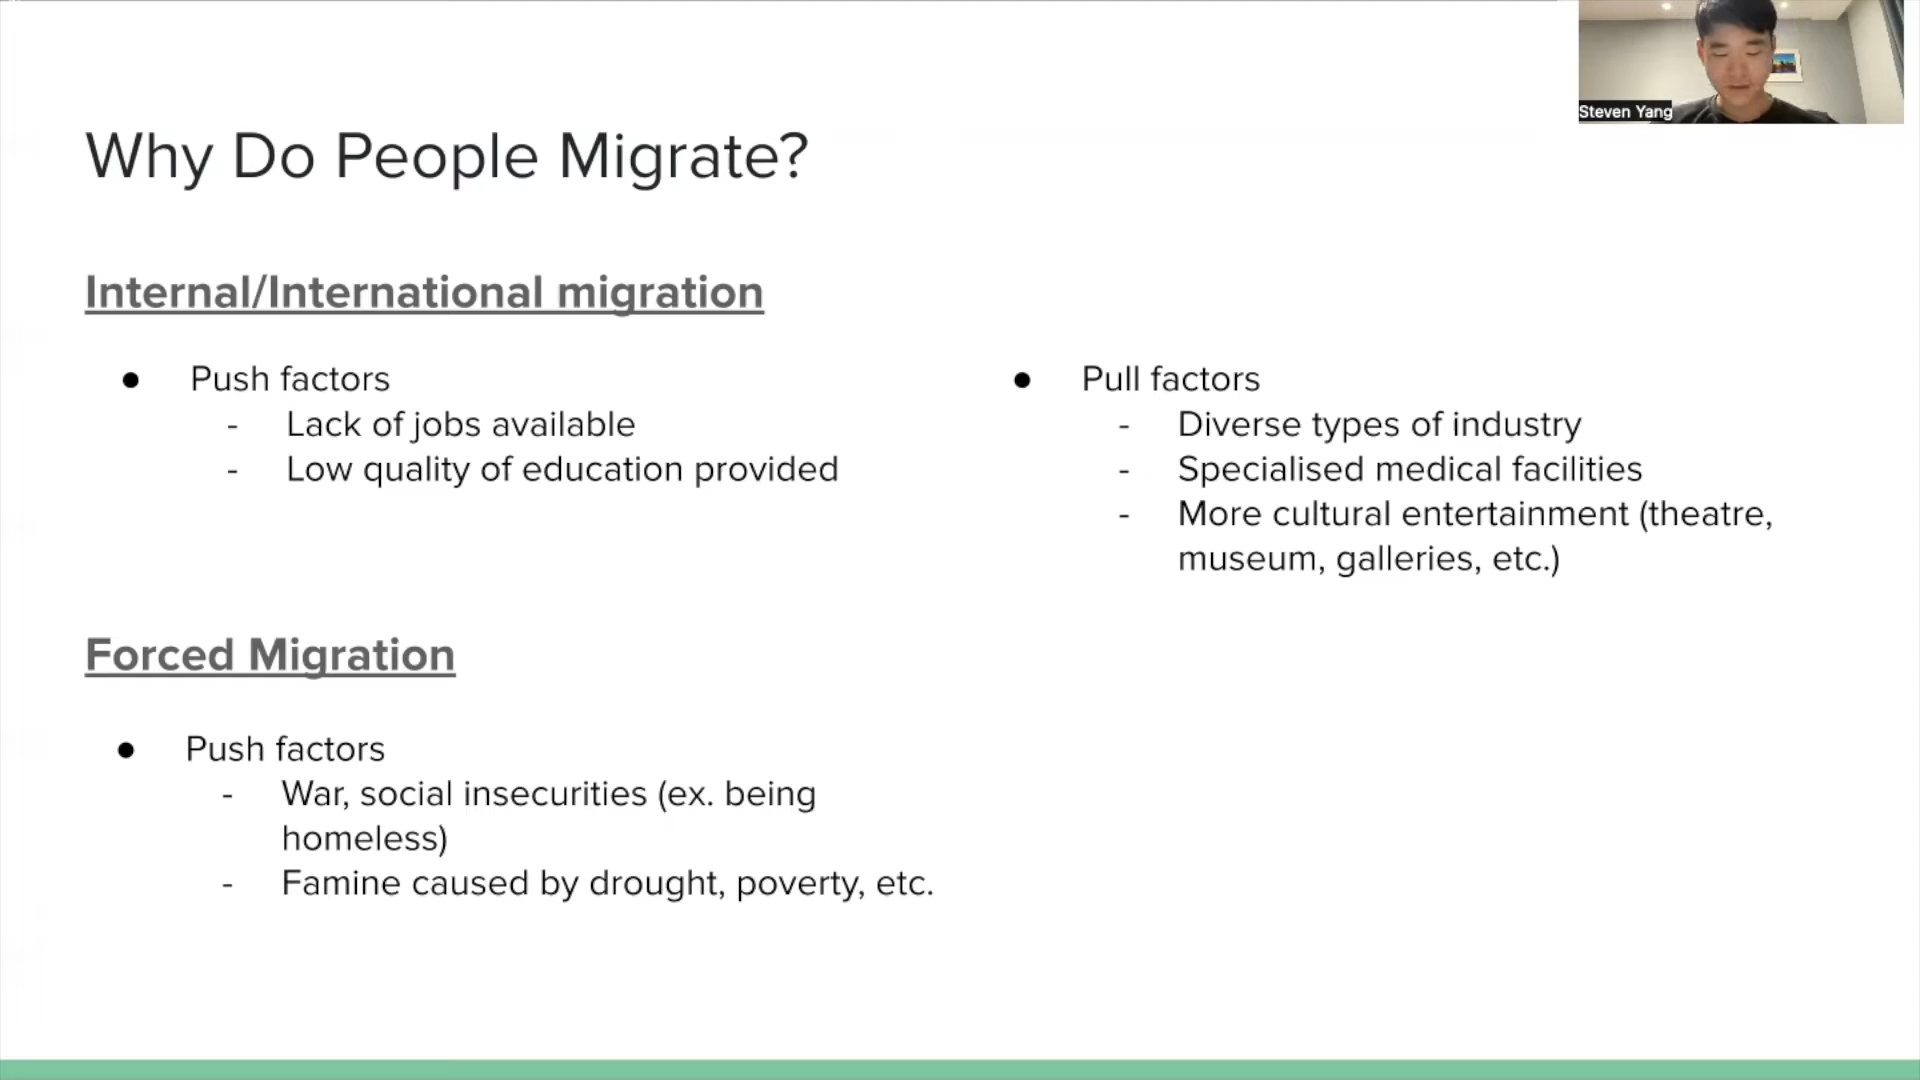 Steven Yang
Why Do People Migrate?
Internal/International migration
● Push factors
- Lack of jobs available
- Low quality of education provided
● Pull factors
- Diverse types of industry
- Specialised medical facilities
- More cultural entertainment (theatre,
museum, galleries, etc.)
Forced Migration
● Push factors
- War, social insecurities (ex. being
homeless)
- Famine caused by drought, poverty, etc.